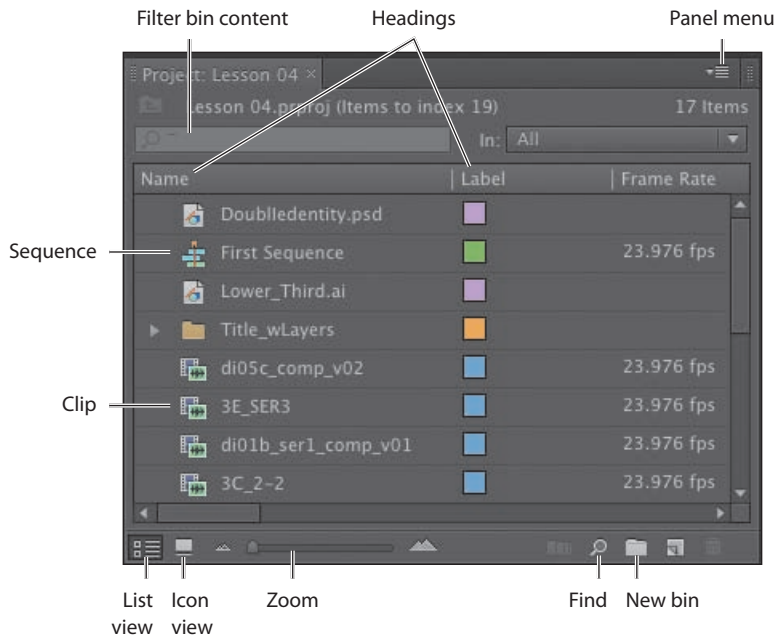 Filter bin content Headings Panel menu
Project: Lesson 04 ×
Lesson 04.prproj (Items to index 19) 17 Items
In: All
Name Label Frame Rate
Doublledentity.psd
Sequence First Sequence 23.976 fps
Lower_Third.ai
Title_wLayers
di05c_comp_v02 23.976 fps
Clip 3E_SER3 23.976 fps
di01b_ser1_comp_v01 23.976 fps
3C_2-2 23.976 fps
List view Icon view Zoom Find New bin